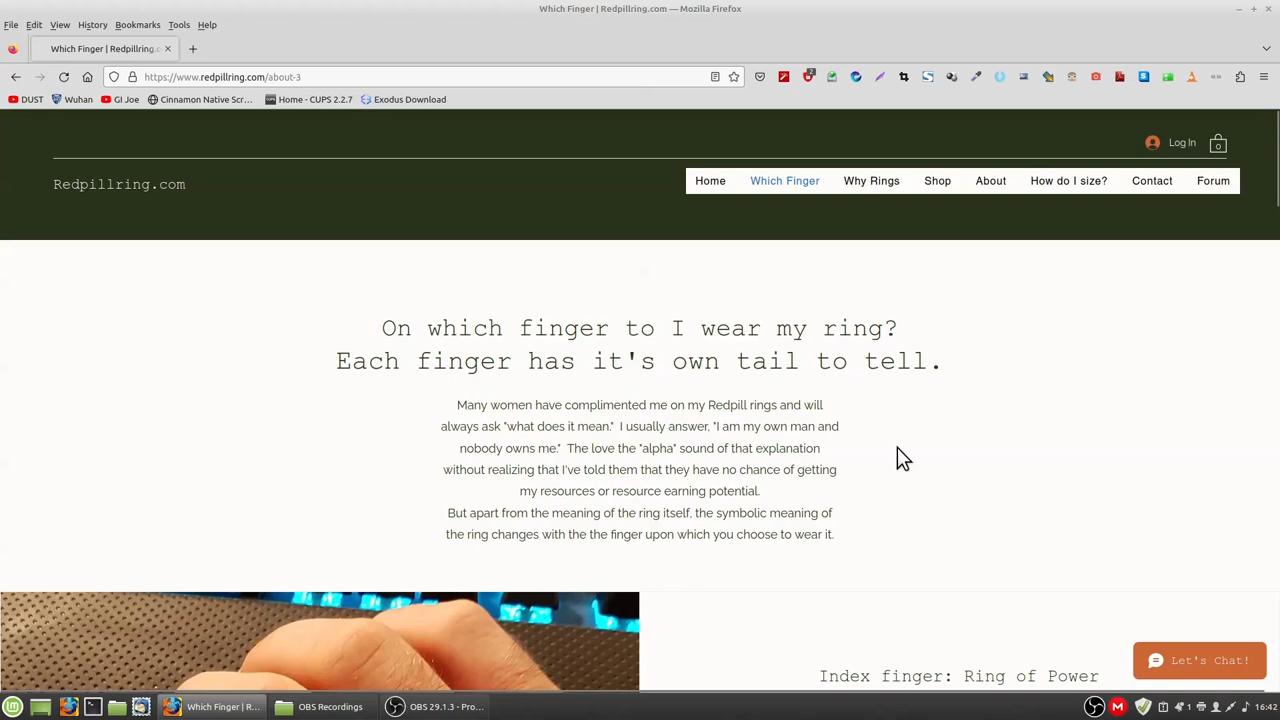 Which Finger | Redpillring.com — Mozilla Firefox
File Edit View History Bookmarks Tools Help
Which Finger | Redpillring.c
https://www.redpillring.com/about-3
DUST Wuhan GI Joe Cinnamon Native Scr... Home - CUPS 2.2.7 Exodus Download
Log In 0
Redpillring.com
Home Which Finger Why Rings Shop About How do I size? Contact Forum
On which finger to I wear my ring?
Each finger has it's own tail to tell.
Many women have complimented me on my Redpill rings and will
always ask "what does it mean." I usually answer, "I am my own man and
nobody owns me." The love the "alpha" sound of that explanation
without realizing that I've told them that they have no chance of getting
my resources or resource earning potential.
But apart from the meaning of the ring itself, the symbolic meaning of
the ring changes with the the finger upon which you choose to wear it.
Index finger: Ring of Power
Let's Chat!
Which Finger | R... OBS Recordings OBS 29.1.3 - Pro... 1 16:42